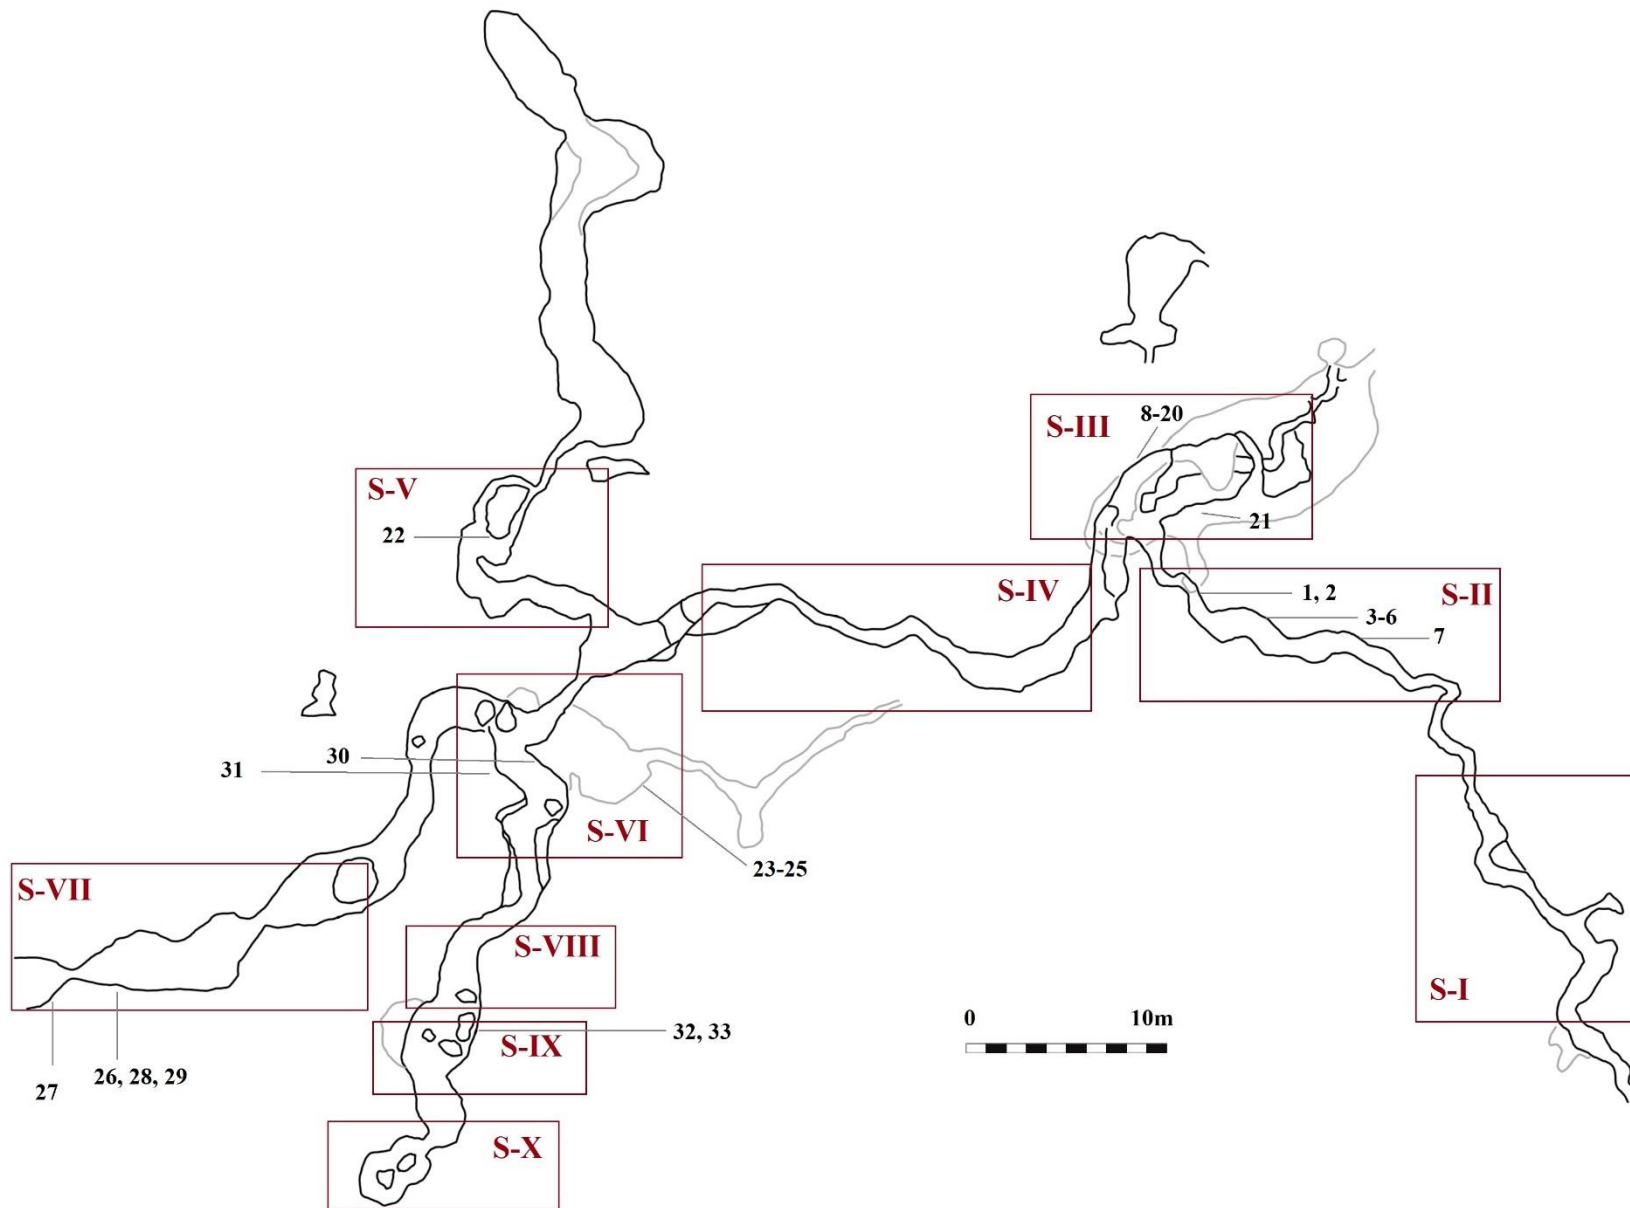 S-III
8-20
21
S-V
22
S-IV
S-II
1, 2
3-6
7
30
31
S-VI
23-25
S-VII
S-VIII
S-I
0 10m
32, 33
S-IX
27
26, 28, 29
S-X